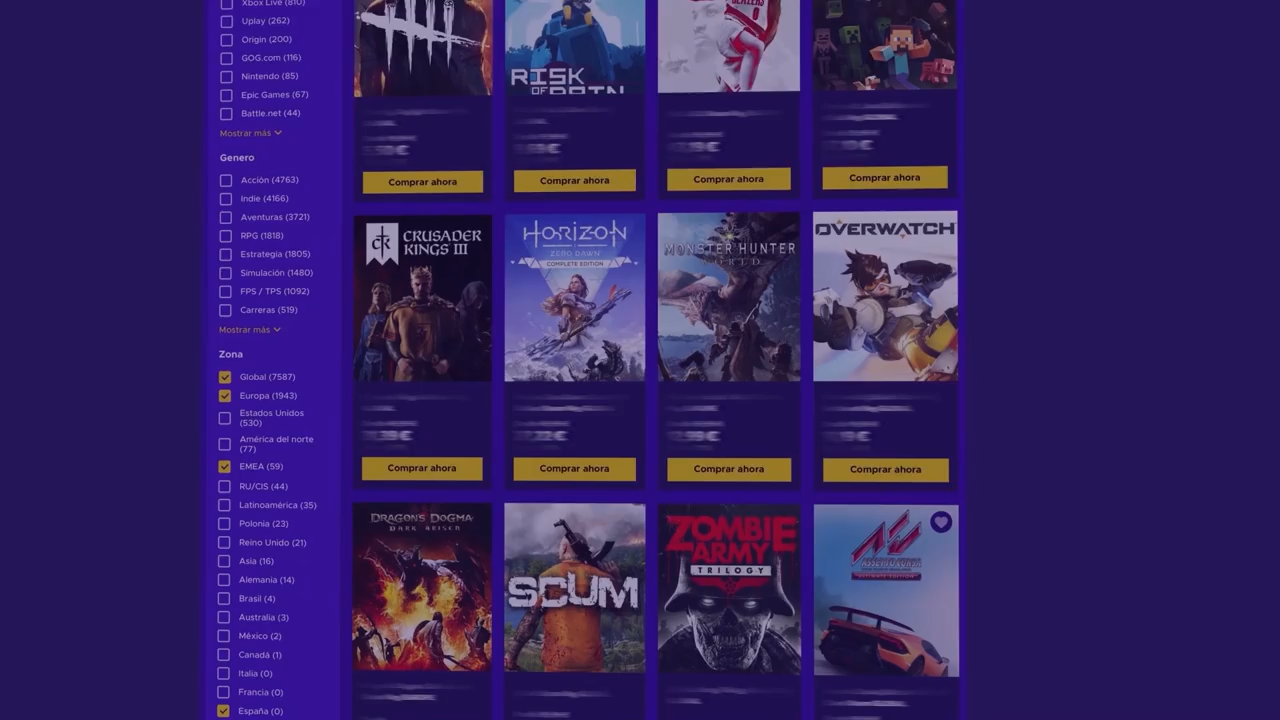 Xbox Live (810)
Uplay (262)
Origin (200)
GOG.com (116)
Nintendo (85)
Epic Games (67)
Battle.net (44)
Mostrar más
Genero
Acción (4763)
Indie (4166)
Aventuras (3721)
RPG (1818)
Estrategia (1805)
Simulación (1480)
FPS / TPS (1092)
Carreras (519)
Mostrar más
Zona
Global (7587)
Europa (1943)
Estados Unidos
(530)
América del norte
(77)
EMEA (59)
RU/CIS (44)
Latinoamérica (35)
Polonia (23)
Reino Unido (21)
Asia (16)
Alemania (14)
Brasil (4)
Australia (3)
México (2)
Canadá (1)
Italia (0)
Francia (0)
España (0)
RISK
OF RAIN
0
Comprar ahora
Comprar ahora
Comprar ahora
Comprar ahora
CRUSADER
KINGS III
HORIZON
ZERO DAWN
COMPLETE EDITION
MONSTER HUNTER
WORLD
OVERWATCH
Comprar ahora
Comprar ahora
Comprar ahora
Comprar ahora
DRAGON'S DOGMA
DARK ARISEN
SCUM
ZOMBIE
ARMY
TRILOGY
ASSETTO CORSA
ULTIMATE EDITION